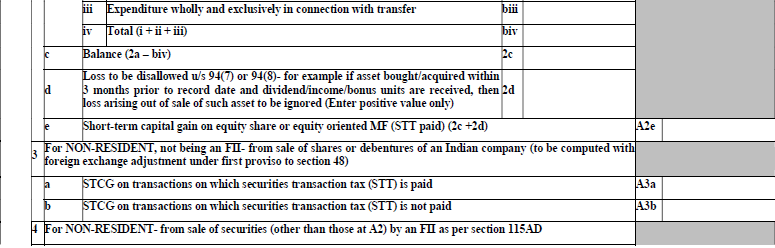 iii Expenditure wholly and exclusively in connection with transfer biii
iv Total (i + ii + iii) biv
c Balance (2a – biv) 2c
Loss to be disallowed u/s 94(7) or 94(8)- for example if asset bought/acquired within
d 3 months prior to record date and dividend/income/bonus units are received, then 2d
loss arising out of sale of such asset to be ignored (Enter positive value only)
e Short-term capital gain on equity share or equity oriented MF (STT paid) (2c +2d) A2e
3 For NON-RESIDENT, not being an FII- from sale of shares or debentures of an Indian company (to be computed with
foreign exchange adjustment under first proviso to section 48)
a STCG on transactions on which securities transaction tax (STT) is paid A3a
b STCG on transactions on which securities transaction tax (STT) is not paid A3b
4 For NON-RESIDENT- from sale of securities (other than those at A2) by an FII as per section 115AD